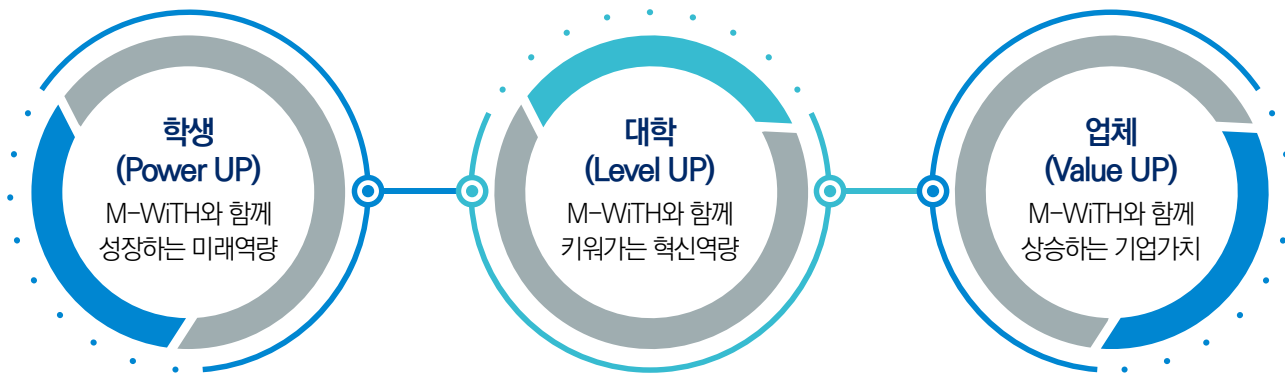 학생
(Power UP)
M-WiTH와 함께
성장하는 미래역량
대학
(Level UP)
M-WiTH와 함께
키워가는 혁신역량
업체
(Value UP)
M-WiTH와 함께
상승하는 기업가치